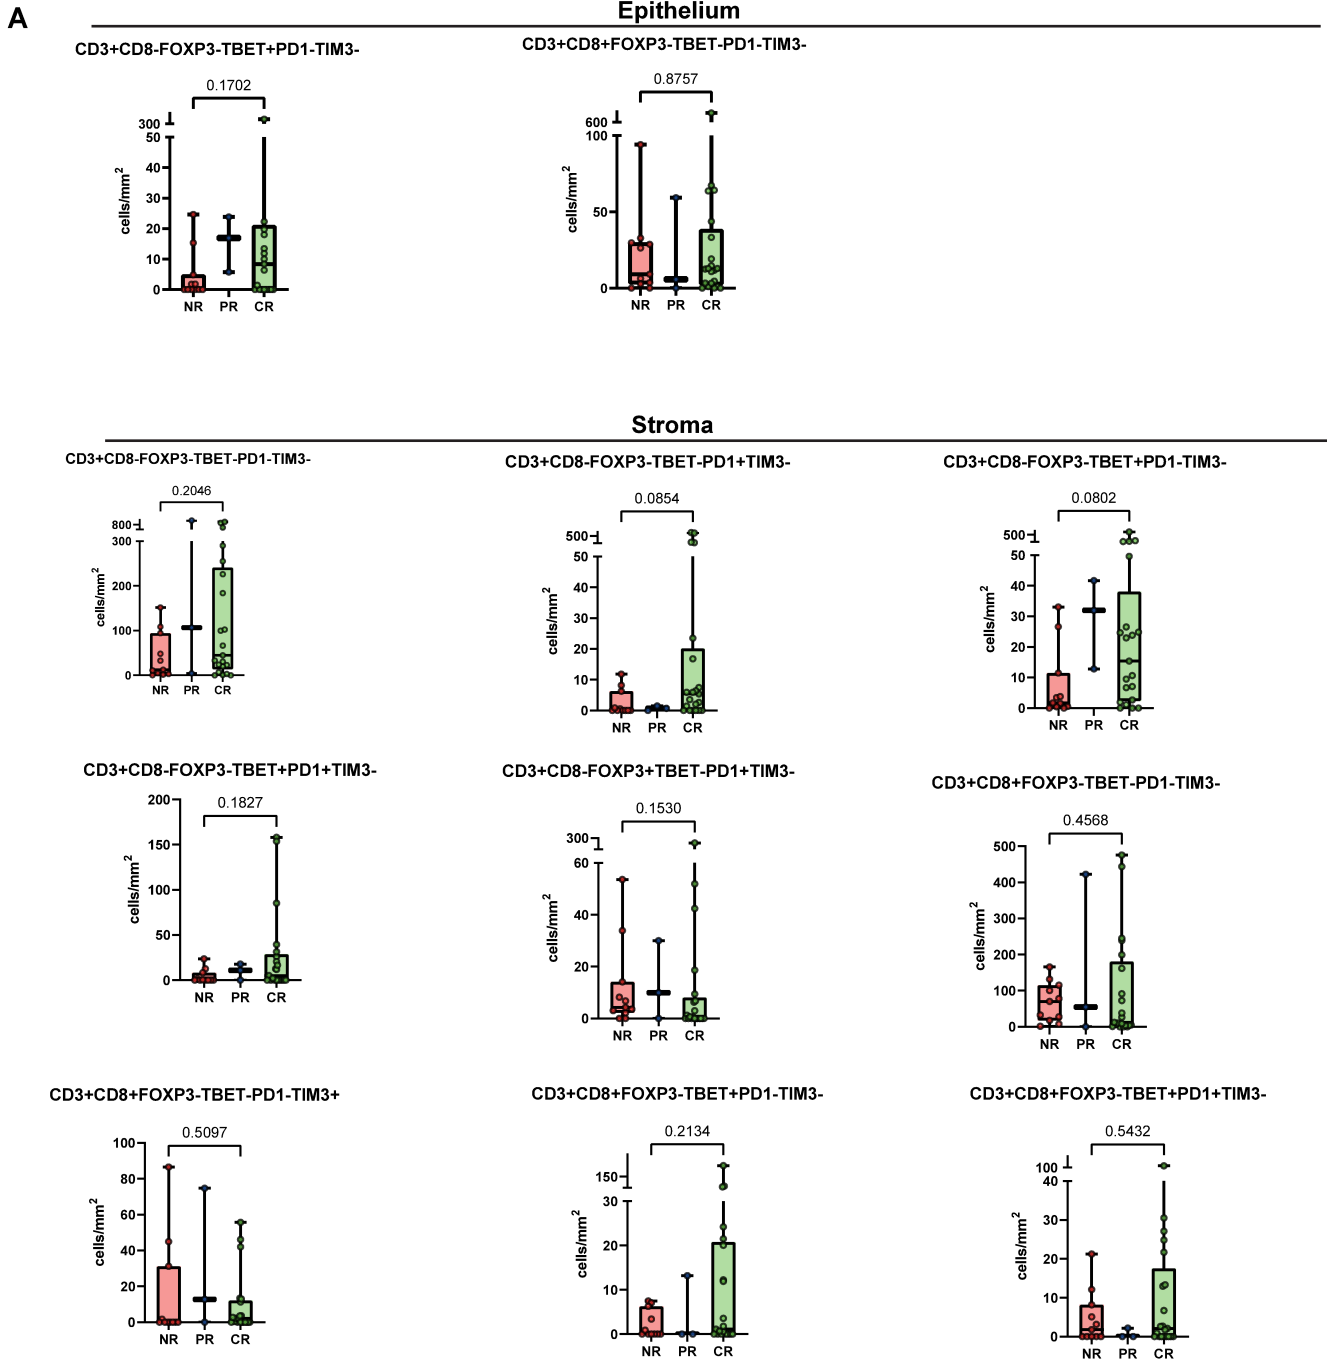 A
Epithelium
CD3+CD8-FOXP3-TBET+PD1-TIM3-
0.1702
300
50
40
30
20
10
0
cells/mm²
NR PR CR
CD3+CD8+FOXP3-TBET-PD1-TIM3-
0.8757
600
100
50
0
cells/mm²
NR PR CR
Stroma
CD3+CD8-FOXP3-TBET-PD1-TIM3-
0.2046
800
300
200
100
0
cells/mm²
NR PR CR
CD3+CD8-FOXP3-TBET-PD1+TIM3-
0.0854
500
50
40
30
20
10
0
cells/mm²
NR PR CR
CD3+CD8-FOXP3-TBET+PD1-TIM3-
0.0802
500
50
40
30
20
10
0
cells/mm²
NR PR CR
CD3+CD8-FOXP3-TBET+PD1+TIM3-
0.1827
200
150
100
50
0
cells/mm²
NR PR CR
CD3+CD8-FOXP3+TBET-PD1+TIM3-
0.1530
300
60
40
20
0
cells/mm²
NR PR CR
CD3+CD8+FOXP3-TBET-PD1-TIM3-
0.4568
500
400
300
200
100
0
cells/mm²
NR PR CR
CD3+CD8+FOXP3-TBET-PD1-TIM3+
0.5097
100
80
60
40
20
0
cells/mm²
NR PR CR
CD3+CD8+FOXP3-TBET+PD1-TIM3-
0.2134
150
30
20
10
0
cells/mm²
NR PR CR
CD3+CD8+FOXP3-TBET+PD1+TIM3-
0.5432
100
40
30
20
10
0
cells/mm²
NR PR CR